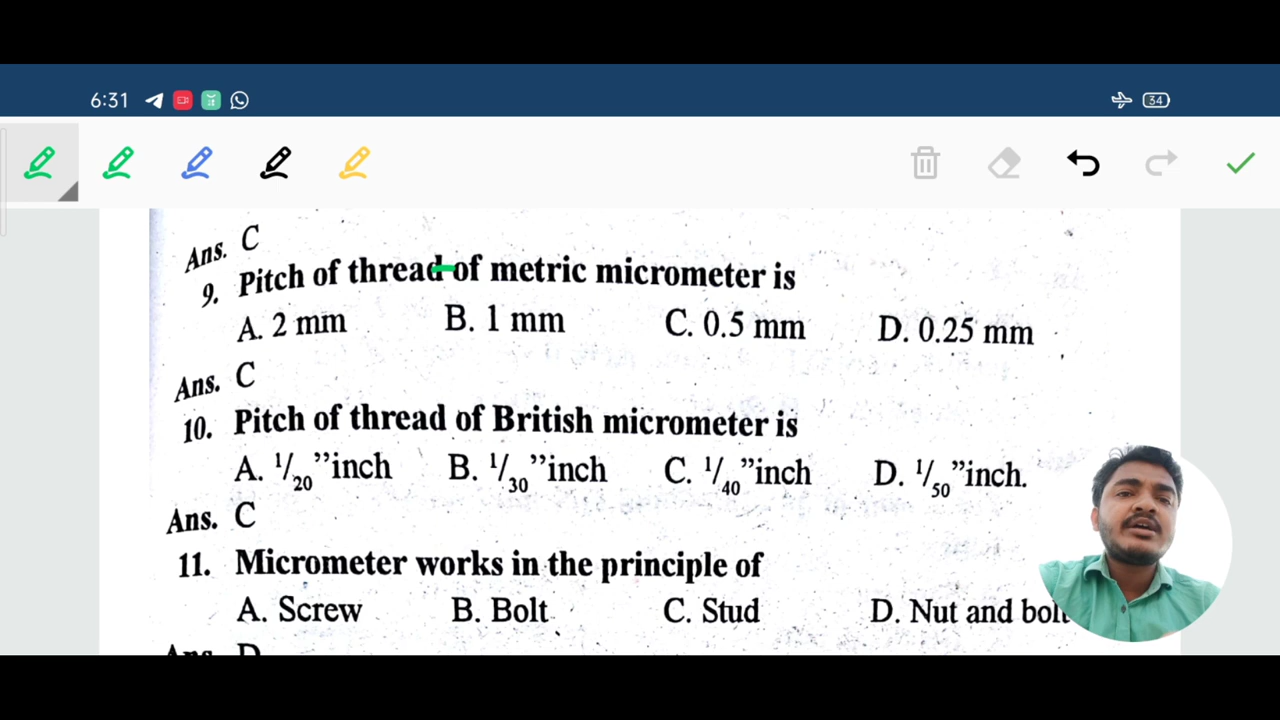 6:31
34
Ans. C
9. Pitch of thread of metric micrometer is
A. 2 mm B. 1 mm C. 0.5 mm D. 0.25 mm
Ans. C
10. Pitch of thread of British micrometer is
A. 1/20”inch B. 1/30”inch C. 1/40”inch D. 1/50”inch.
Ans. C
11. Micrometer works in the principle of
A. Screw B. Bolt C. Stud D. Nut and bolt
Ans. D